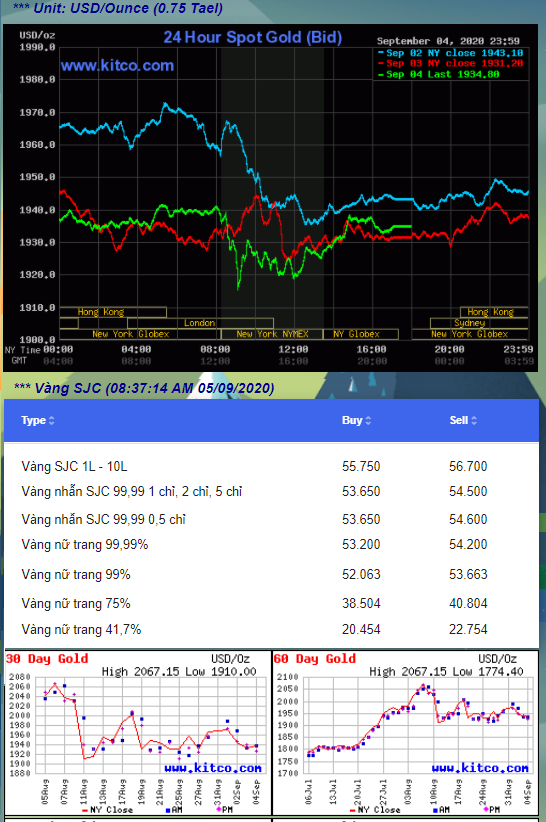 *** Unit: USD/Ounce (0.75 Tael)
USD/oz 24 Hour Spot Gold (Bid) September 04, 2020 23:59
www.kitco.com
Sep 02 NY close 1943.10
Sep 03 NY close 1931.20
Sep 04 Last 1934.80
1990.0
1980.0
1970.0
1960.0
1950.0
1940.0
1930.0
1920.0
1910.0
1900.0
Hong Kong Hong Kong
London Sydney
New York Globex New York NYMEX NY Globex New York Globex
NY Time 00:00 04:00 08:00 12:00 16:00 20:00 23:59
GMT 04:00 08:00 12:00 16:00 20:00 00:00 03:59
*** Vàng SJC (08:37:14 AM 05/09/2020)
Type Buy Sell
Vàng SJC 1L - 10L 55.750 56.700
Vàng nhẫn SJC 99,99 1 chỉ, 2 chỉ, 5 chỉ 53.650 54.500
Vàng nhẫn SJC 99,99 0,5 chỉ 53.650 54.600
Vàng nữ trang 99,99% 53.200 54.200
Vàng nữ trang 99% 52.063 53.663
Vàng nữ trang 75% 38.504 40.804
Vàng nữ trang 41,7% 20.454 22.754
30 Day Gold USD/Oz
High 2067.15 Low 1910.00
2080
2060
2040
2020
2000
1980
1960
1940
1920
1900
1880
www.kitco.com
05Aug 07Aug 11Aug 13Aug 17Aug 19Aug 21Aug 25Aug 27Aug 31Aug 02Sep 04Sep
NY Close AM PM
60 Day Gold USD/Oz
High 2067.15 Low 1774.40
2100
2050
2000
1950
1900
1850
1800
1750
1700
www.kitco.com
06Jul 10Jul 16Jul 22Jul 28Jul 03Aug 07Aug 13Aug 19Aug 25Aug 31Aug 04Sep
NY Close AM PM